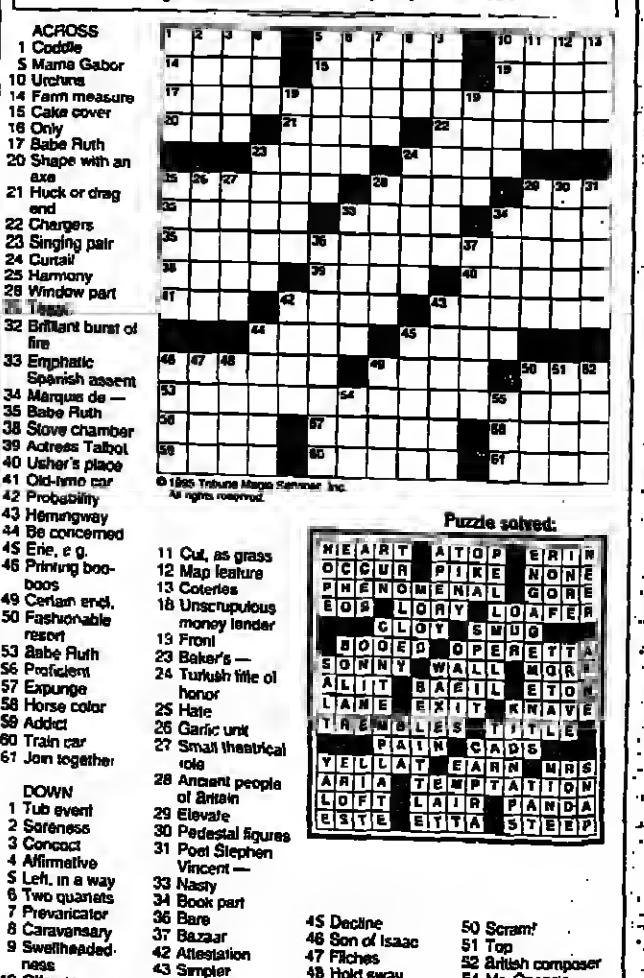 ACROSS
1 Coddle
5 Mama Gabor
10 Urchins
14 Farm measure
15 Cake cover
16 Only
17 Babe Ruth
20 Shape with an
axe
21 Huck or drag
end
22 Chargers
23 Singing pair
24 Curtail
25 Harmony
28 Window part
32 Brilliant burst of
fire
33 Emphatic
Spanish assent
34 Marquis de —
35 Babe Ruth
38 Stove chamber
39 Actress Talbot
40 Usher's place
41 Old-time car
42 Probability
43 Hemingway
44 Be concerned
45 Erie, e.g.
46 Printing boo-
boos
49 Certain encl.
50 Fashionable
resort
53 Babe Ruth
56 Proficient
57 Expunge
58 Horse color
59 Addict
60 Train car
61 Join together
DOWN
1 Tub event
2 Soreness
3 Concoct
4 Affirmative
5 Left, in a way
6 Two quartets
7 Prevaricator
8 Caravansary
9 Swellheaded-
ness
11 Cut, as grass
12 Map feature
13 Coteries
18 Unscrupulous
money lender
19 Front
23 Baker's —
24 Turkish title of
honor
25 Hate
26 Garlic unit
27 Small theatrical
role
28 Ancient people
of Britain
29 Elevate
30 Pedestal figures
31 Poet Stephen
Vincent —
33 Nasty
34 Book part
36 Bare
37 Bazaar
42 Attestation
43 Simpler
45 Decline
46 Son of Isaac
47 Filches
48 Hold sway
50 Scram!
51 Top
52 British composer
© 1995 Tribune Media Services, Inc.
All rights reserved.
Puzzle solved:
HEART ATOP ERIN
OCCUR PIKE NONE
PHENOMENAL GORE
EOS LORY LOAFER
CLOY SMUG
BOOED OPERETTA
SONNY WALL MORN
ALIT BASIL ETON
LANE EXIT KNAVE
TREMBLES TITLE
PAIN CADS
YELLAT EARN MRS
ARIA TEMPTATION
LOFT LAIR PANDA
ESTE ETTA STEEP